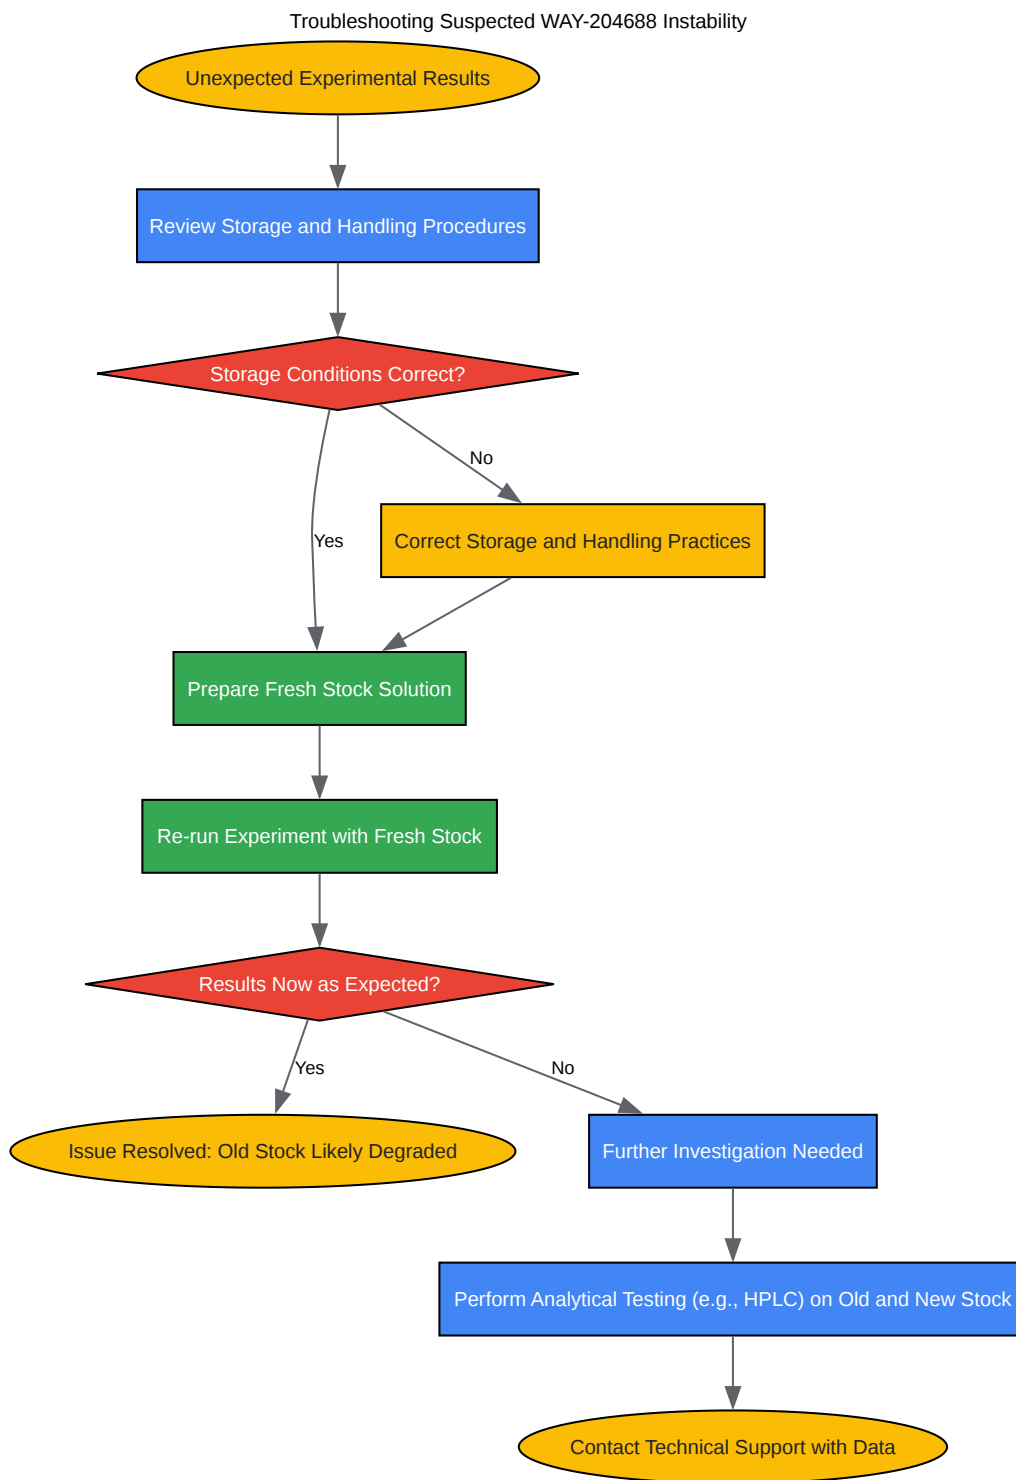 Troubleshooting Suspected WAY-204688 Instability
Unexpected Experimental Results
Review Storage and Handling Procedures
Storage Conditions Correct?
No
Yes
Correct Storage and Handling Practices
Prepare Fresh Stock Solution
Re-run Experiment with Fresh Stock
Results Now as Expected?
Yes
No
Issue Resolved: Old Stock Likely Degraded
Further Investigation Needed
Perform Analytical Testing (e.g., HPLC) on Old and New Stock
Contact Technical Support with Data